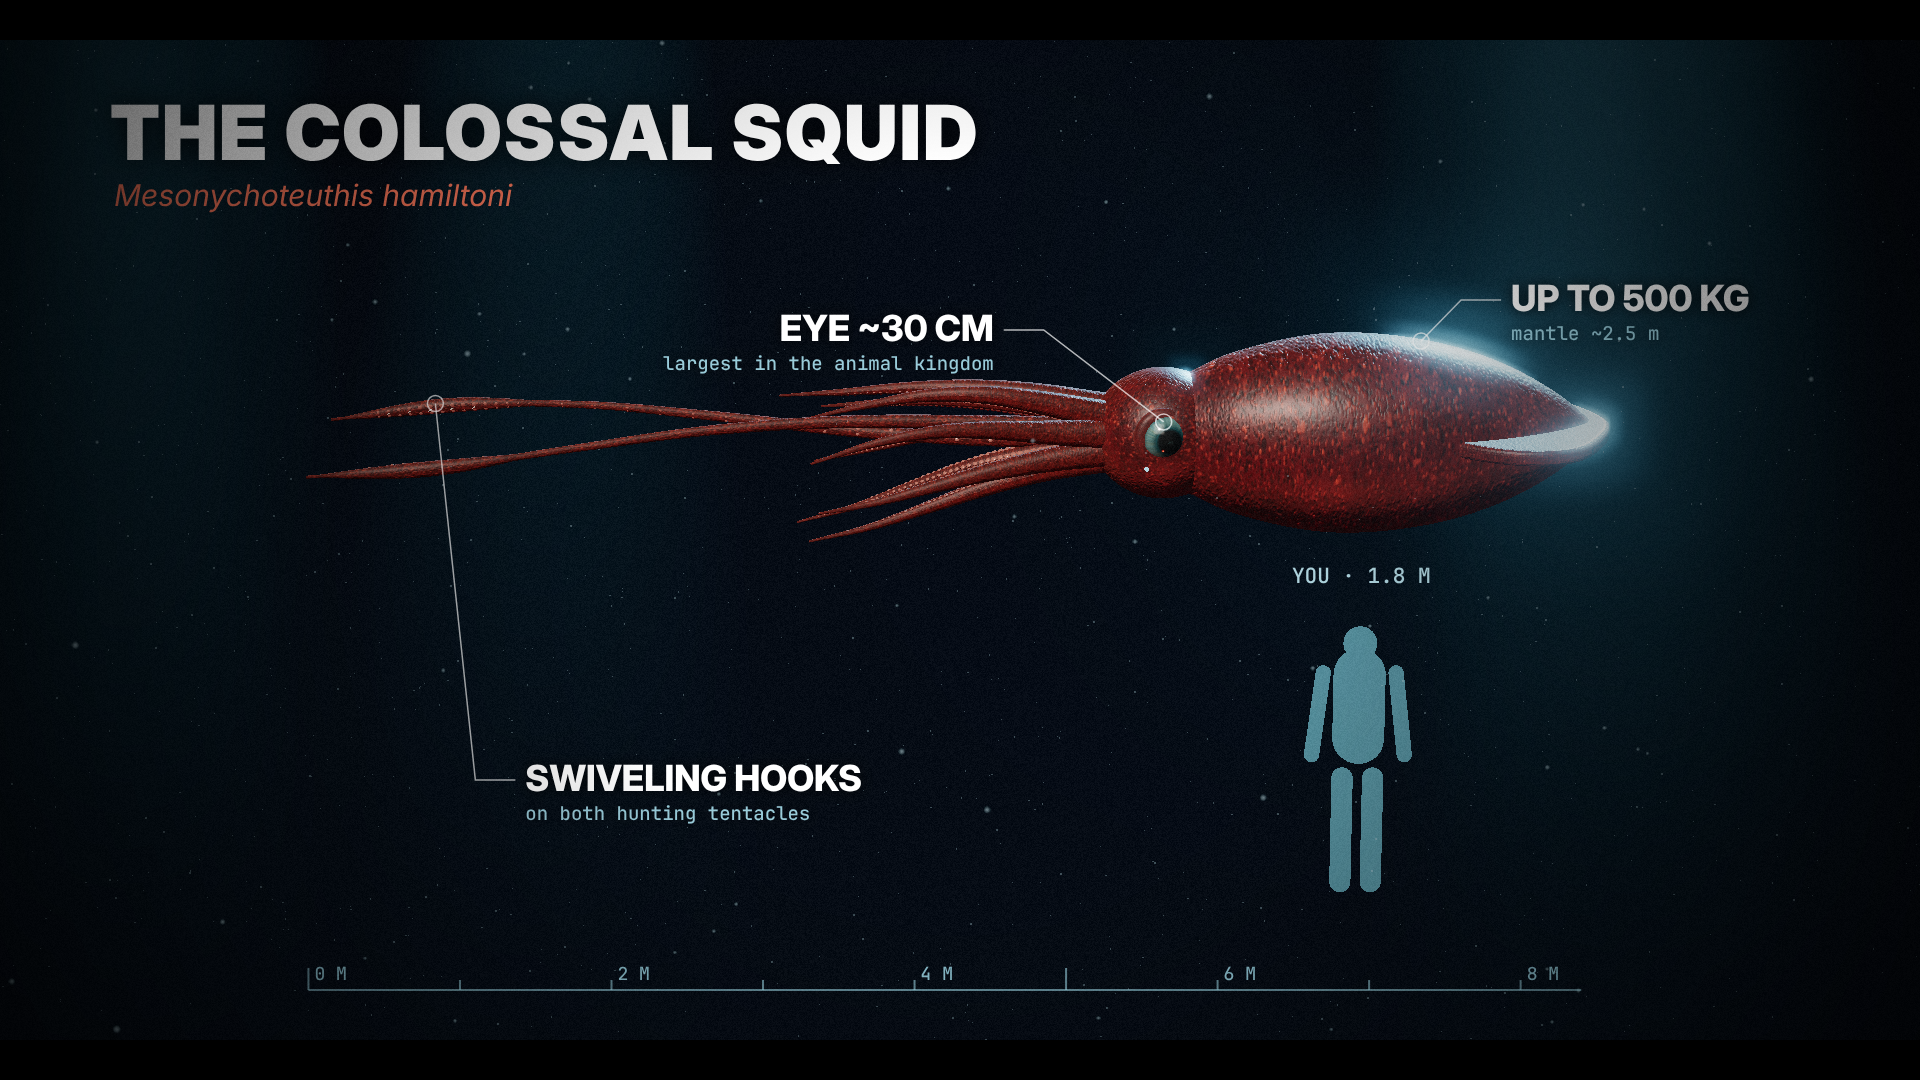 THE COLOSSAL SQUID
Mesonychoteuthis hamiltoni
UP TO 500 KG
mantle ~2.5 m
EYE ~30 CM
largest in the animal kingdom
YOU · 1.8 M
SWIVELING HOOKS
on both hunting tentacles
0 M 2 M 4 M 6 M 8 M